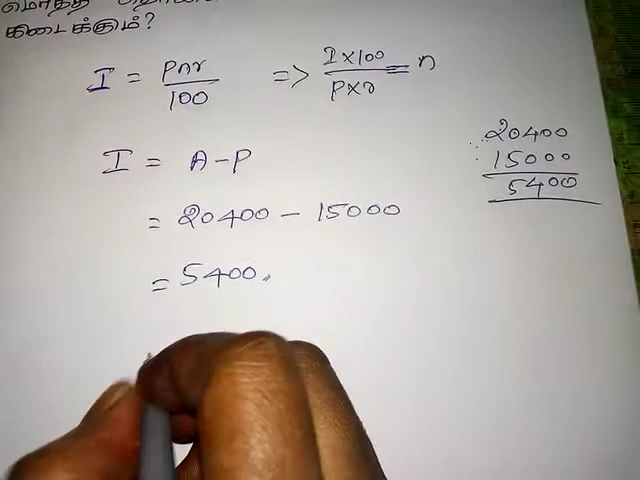 கிடைக்கும்?
I = Pnr/100 => I×100/P×r = n
I = A-P
= 20400 - 15000
= 5400.
20400
15000
5400